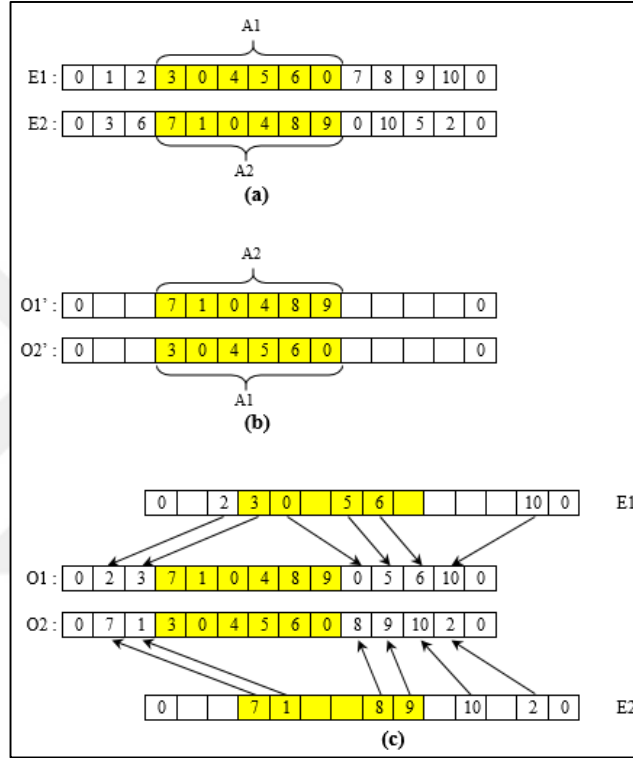 A1
E1 : 0 1 2 3 0 4 5 6 0 7 8 9 10 0
E2 : 0 3 6 7 1 0 4 8 9 0 10 5 2 0
A2
(a)
A2
O1' : 0 7 1 0 4 8 9 0
O2' : 0 3 0 4 5 6 0 0
A1
(b)
0 2 3 0 5 6 10 0 E1
O1 : 0 2 3 7 1 0 4 8 9 0 5 6 10 0
O2 : 0 7 1 3 0 4 5 6 0 8 9 10 2 0
0 7 1 8 9 10 2 0 E2
(c)